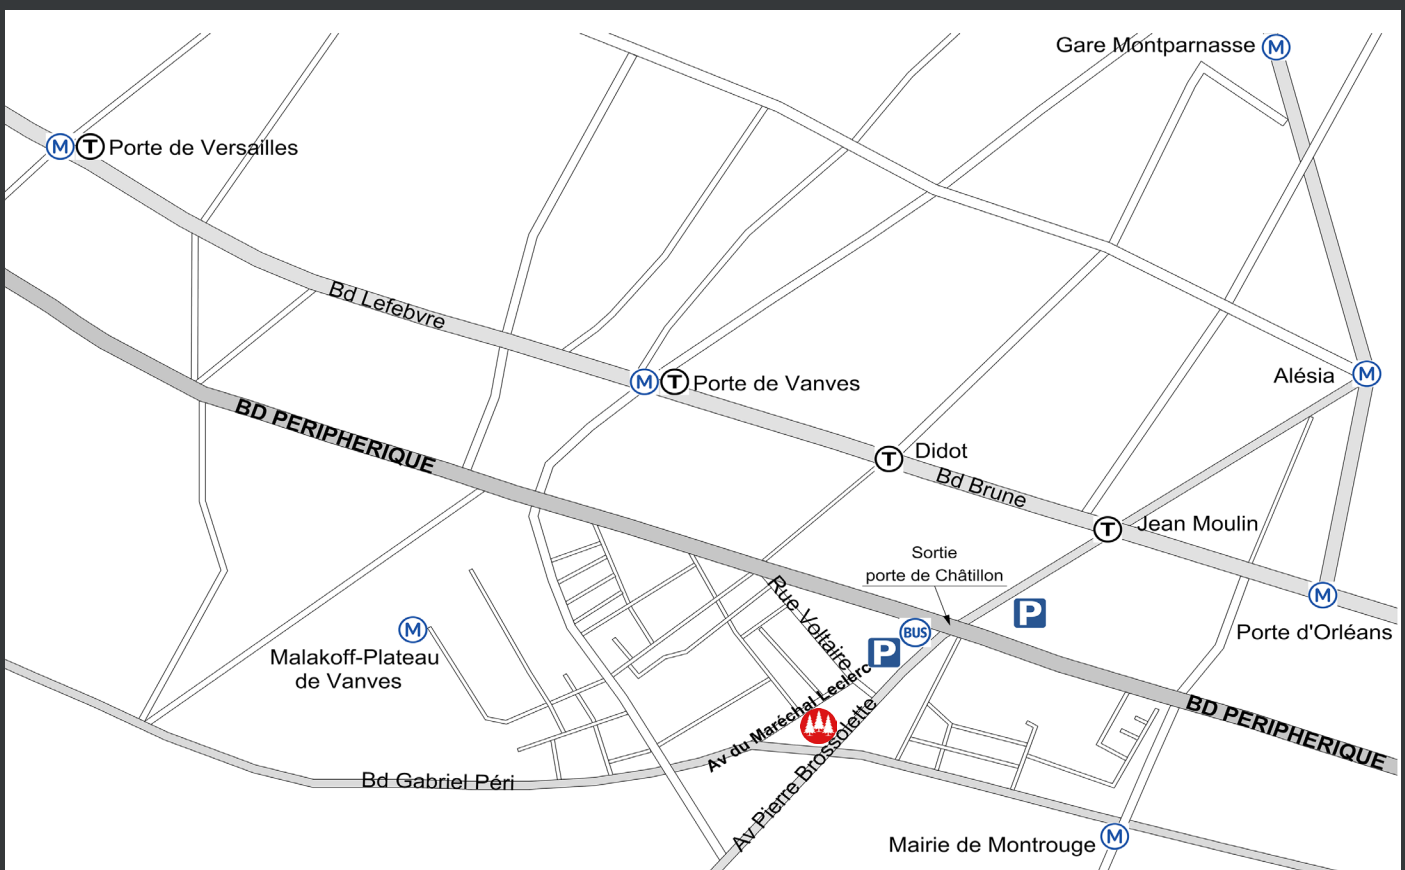 Gare Montparnasse M
M T Porte de Versailles
Bd Lefebvre
M T Porte de Vanves
Alésia M
BD PERIPHERIQUE
T Didot
Bd Brune
T Jean Moulin
Sortie
porte de Châtillon
M
Porte d'Orléans
P
BUS
P
Rue Voltaire
M
Malakoff-Plateau
de Vanves
Av du Maréchal Leclerc
Av Pierre Brossolette
BD PERIPHERIQUE
Bd Gabriel Péri
Mairie de Montrouge M